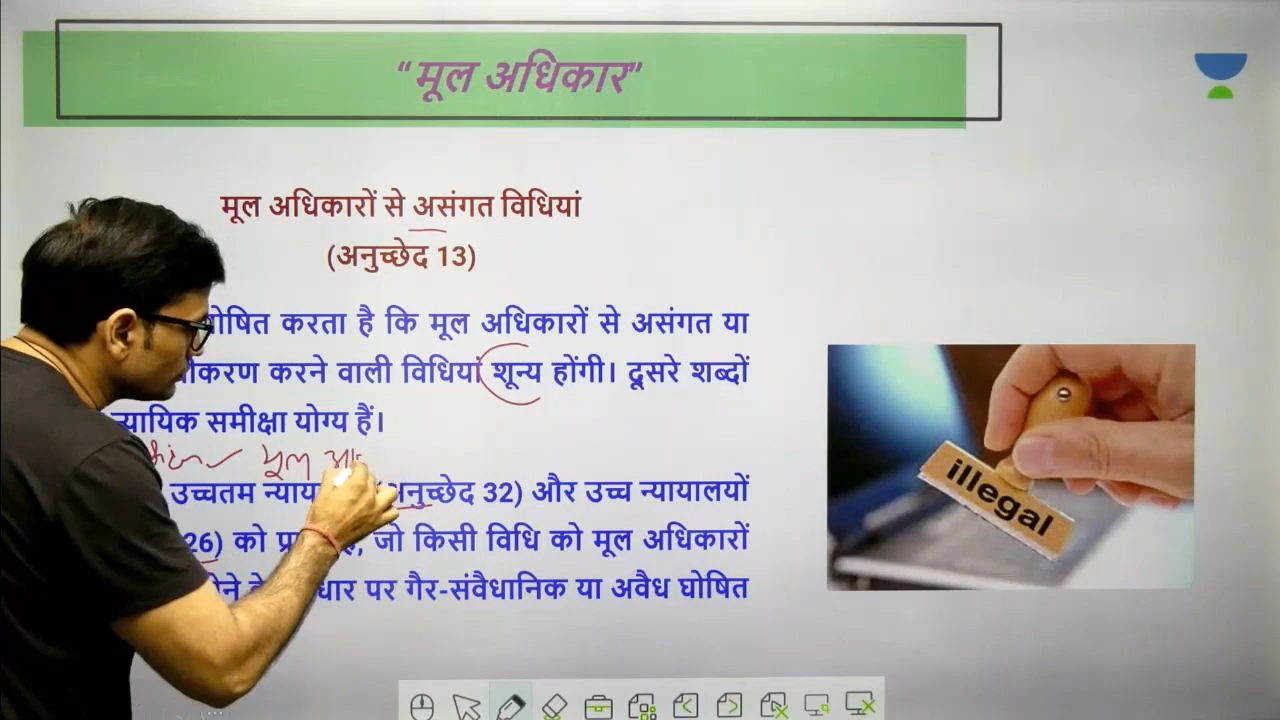 “मूल अधिकार”
मूल अधिकारों से असंगत विधियां
(अनुच्छेद 13)
करता है कि मूल अधिकारों से असंगत या
करने वाली विधियां शून्य होंगी। दूसरे शब्दों
न्यायिक समीक्षा योग्य हैं।
मूल
उच्चतम (अनुच्छेद 32) और उच्च न्यायालयों
26) को जो किसी विधि को मूल अधिकारों
पर गैर-संवैधानिक या अवैध घोषित
illegal